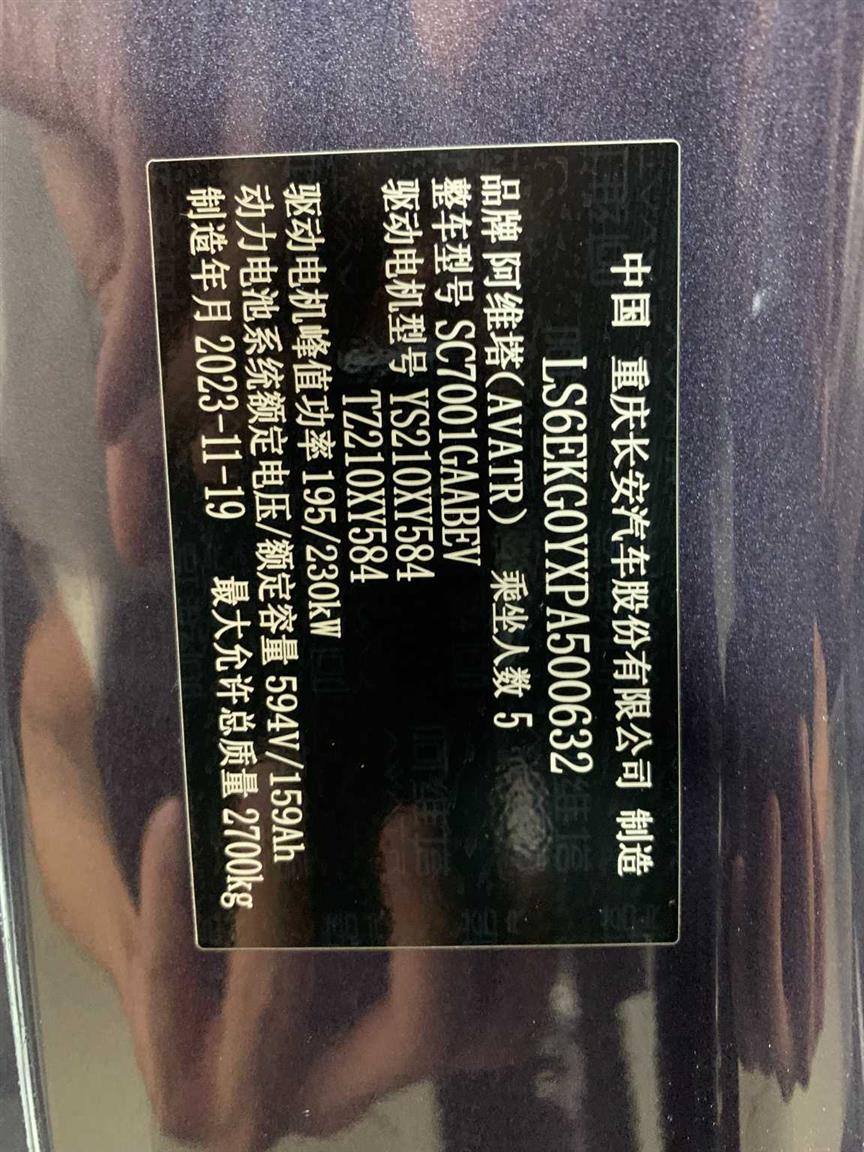 中国 重庆长安汽车股份有限公司 制造
LS6EKG0YXPA500632
品牌 阿维塔(AVATR) 乘坐人数 5
整车型号 SC7001GAABEV
驱动电机型号 YS210XY584
TZ210XY584
驱动电机峰值功率 195/230kW
动力电池系统额定电压/额定容量 594V/159Ah
制造年月 2023-11-19 最大允许总质量 2700kg